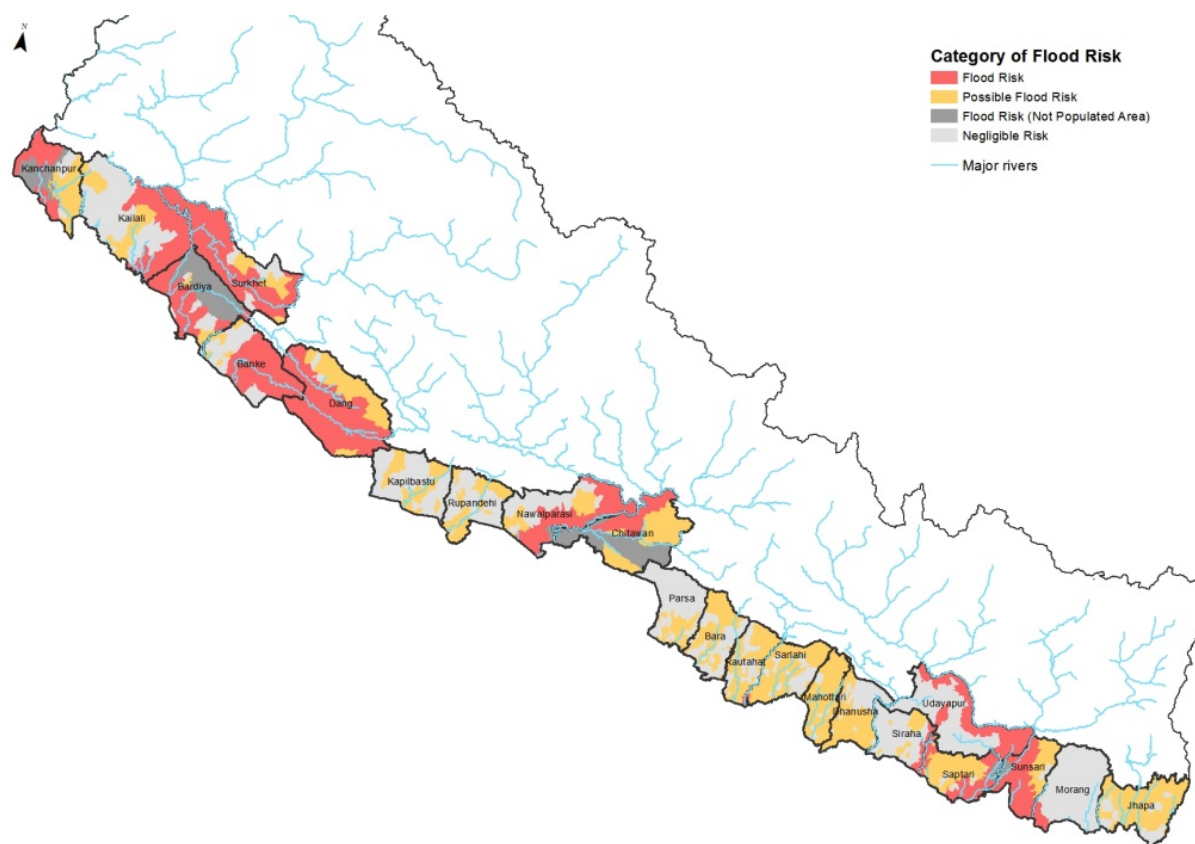 N
Category of Flood Risk
Flood Risk
Possible Flood Risk
Flood Risk (Not Populated Area)
Negligible Risk
Major rivers
Kanchanpur
Kailali
Surkhet
Bardiya
Banke
Dang
Kapilbastu
Rupandehi
Nawalparasi
Chitawan
Parsa
Bara
Rautahat
Sarlahi
Mahottari
Dhanusha
Siraha
Udayapur
Saptari
Sunsari
Morang
Jhapa